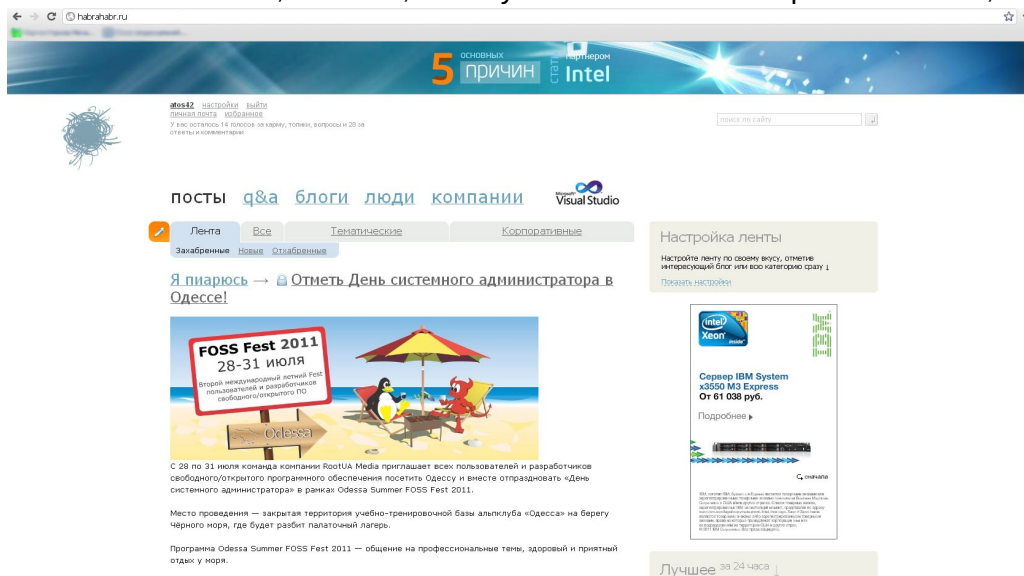 habrahabr.ru
5 основных причин стать партнером Intel
atos42 настройки выйти
личная почта избранное
У вас осталось 14 голосов за карму, топики, вопросы и 28 за
ответы и комментарии
поиск по сайту
посты q&a блоги люди компании Microsoft Visual Studio
Лента Все Тематические Корпоративные
Захабренные Новые Отхабренные
Я пиарюсь → Отметь День системного администратора в
Одессе!
FOSS Fest 2011
28-31 июля
Второй международный летний Fest
пользователей и разработчиков
свободного/открытого ПО
Odessa
С 28 по 31 июля команда компании RootUA Media приглашает всех пользователей и разработчиков
свободного/открытого программного обеспечения посетить Одессу и вместе отпраздновать «День
системного администратора» в рамках Odessa Summer FOSS Fest 2011.
Место проведения — закрытая территория учебно-тренировочной базы альпклуба «Одесса» на берегу
Чёрного моря, где будет разбит палаточный лагерь.
Программа Odessa Summer FOSS Fest 2011 — общение на профессиональные темы, здоровый и приятный
отдых у моря.
Настройка ленты
Настройте ленту по своему вкусу, отметив
интересующий блог или всю категорию сразу ↓
Показать настройки
intel
Xeon
inside
IBM
Сервер IBM System
x3550 M3 Express
От 61 038 руб.
Подробнее
сначала
Лучшее за 24 часа ↓